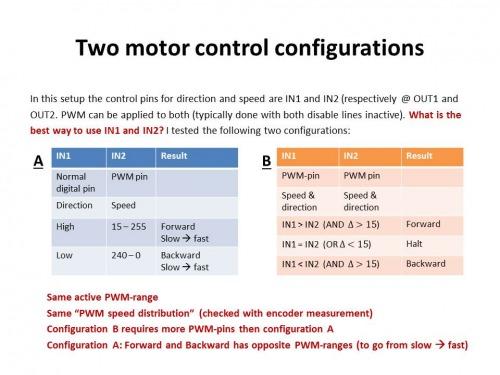 Two motor control configurations
In this setup the control pins for direction and speed are IN1 and IN2 (respectively @ OUT1 and
OUT2. PWM can be applied to both (typically done with both disable lines inactive). What is the
best way to use IN1 and IN2? I tested the following two configurations:
A
IN1 IN2 Result
Normal digital pin PWM pin
Direction Speed
High 15 – 255 Forward Slow → fast
Low 240 – 0 Backward Slow → fast
B
IN1 IN2 Result
PWM-pin PWM pin
Speed & direction Speed & direction
IN1 > IN2 (AND Δ > 15) Forward
IN1 = IN2 (OR Δ < 15) Halt
IN1 < IN2 (AND Δ > 15) Backward
Same active PWM-range
Same “PWM speed distribution” (checked with encoder measurement)
Configuration B requires more PWM-pins then configuration A
Configuration A: Forward and Backward has opposite PWM-ranges (to go from slow → fast)